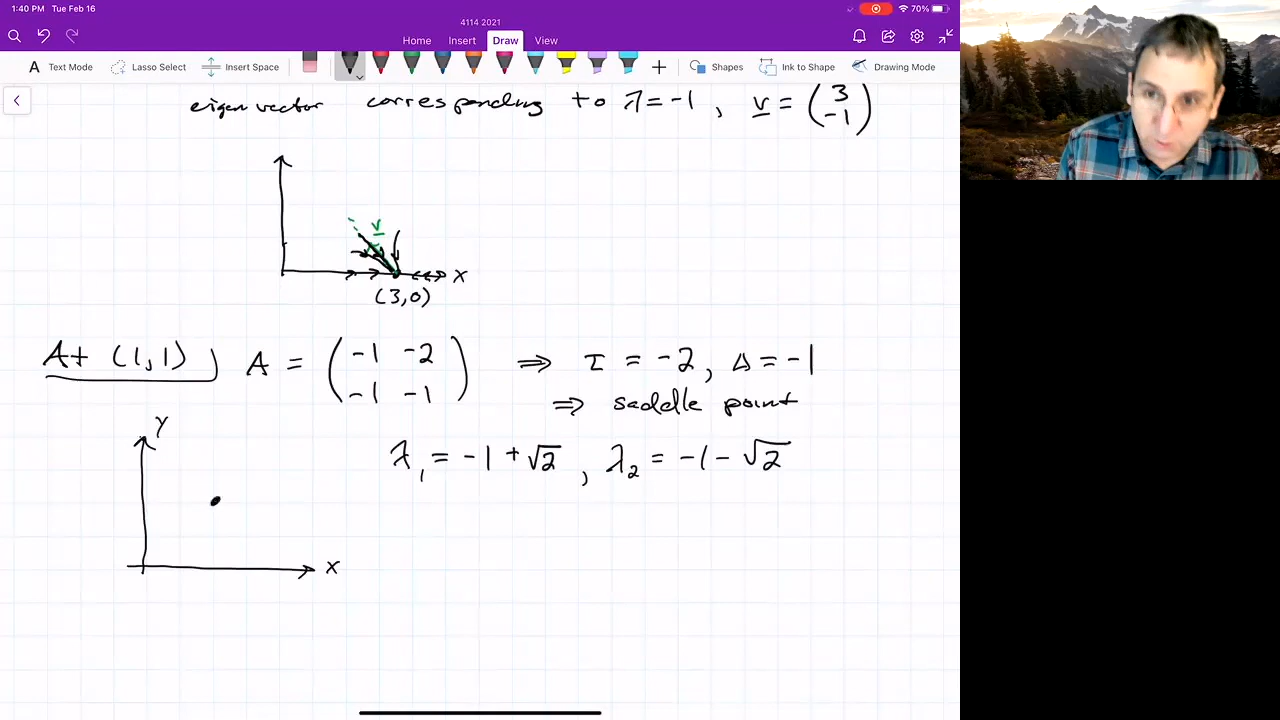 1:40 PM Tue Feb 16
70%
4114 2021
Home Insert Draw View
Text Mode Lasso Select Insert Space Shapes Ink to Shape Drawing Mode
eigenvector corresponding to λ = -1, v = (3 -1)
v
x
(3,0)
At (1,1) A = (-1 -2 -1 -1) ⇒ τ = -2, Δ = -1
⇒ saddle point
y
λ₁ = -1 + √2, λ₂ = -1 - √2
x